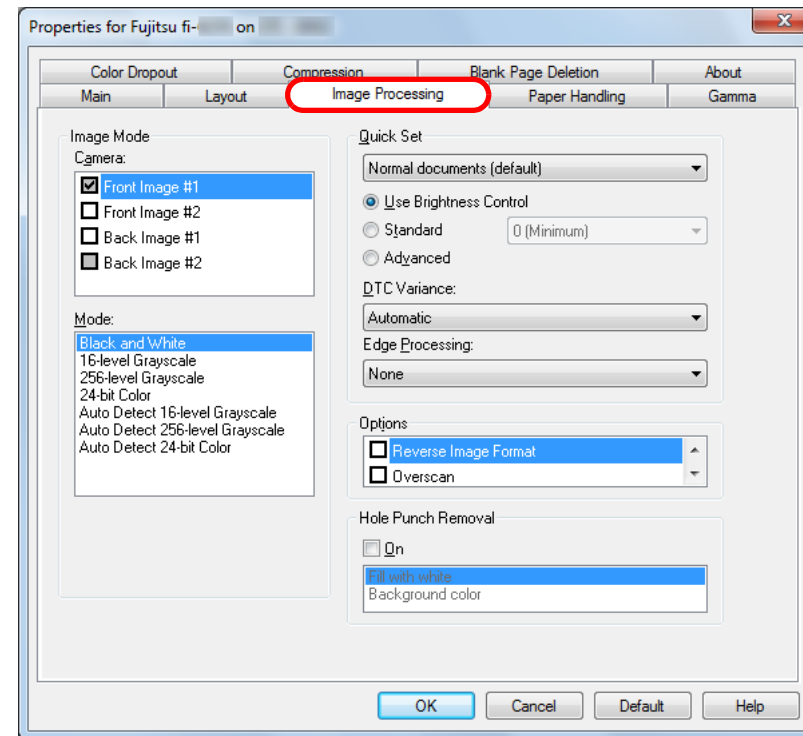 Properties for Fujitsu fi- on
Color Dropout Compression Blank Page Deletion About
Main Layout Image Processing Paper Handling Gamma
Image Mode
Camera:
Front Image #1
Front Image #2
Back Image #1
Back Image #2
Mode:
Black and White
16-level Grayscale
256-level Grayscale
24-bit Color
Auto Detect 16-level Grayscale
Auto Detect 256-level Grayscale
Auto Detect 24-bit Color
Quick Set
Normal documents (default)
Use Brightness Control
Standard 0 (Minimum)
Advanced
DTC Variance:
Automatic
Edge Processing:
None
Options
Reverse Image Format
Overscan
Hole Punch Removal
On
Fill with white
Background color
OK Cancel Default Help